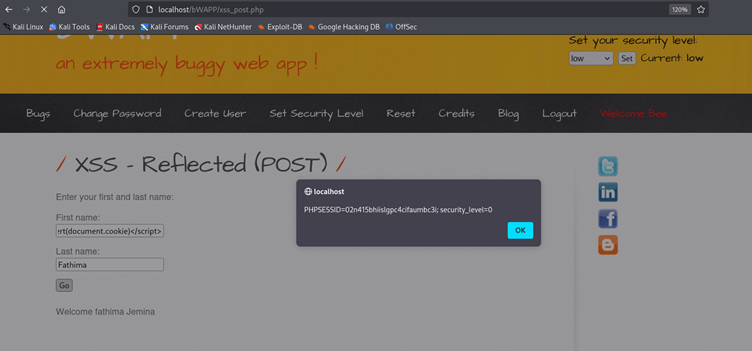 localhost/bWAPP/xss_post.php
120%
Kali Linux Kali Tools Kali Docs Kali Forums Kali NetHunter Exploit-DB Google Hacking DB OffSec
an extremely buggy web app !
Set your security level:
low Set Current: low
Bugs Change Password Create User Set Security Level Reset Credits Blog Logout Welcome Bee
/ XSS - Reflected (POST) /
Enter your first and last name:
First name:
rt(document.cookie)</script>
Last name:
Fathima
Go
Welcome fathima Jemina
localhost
PHPSESSID=02n415bhiislgpc4cifaumbc3i; security_level=0
OK